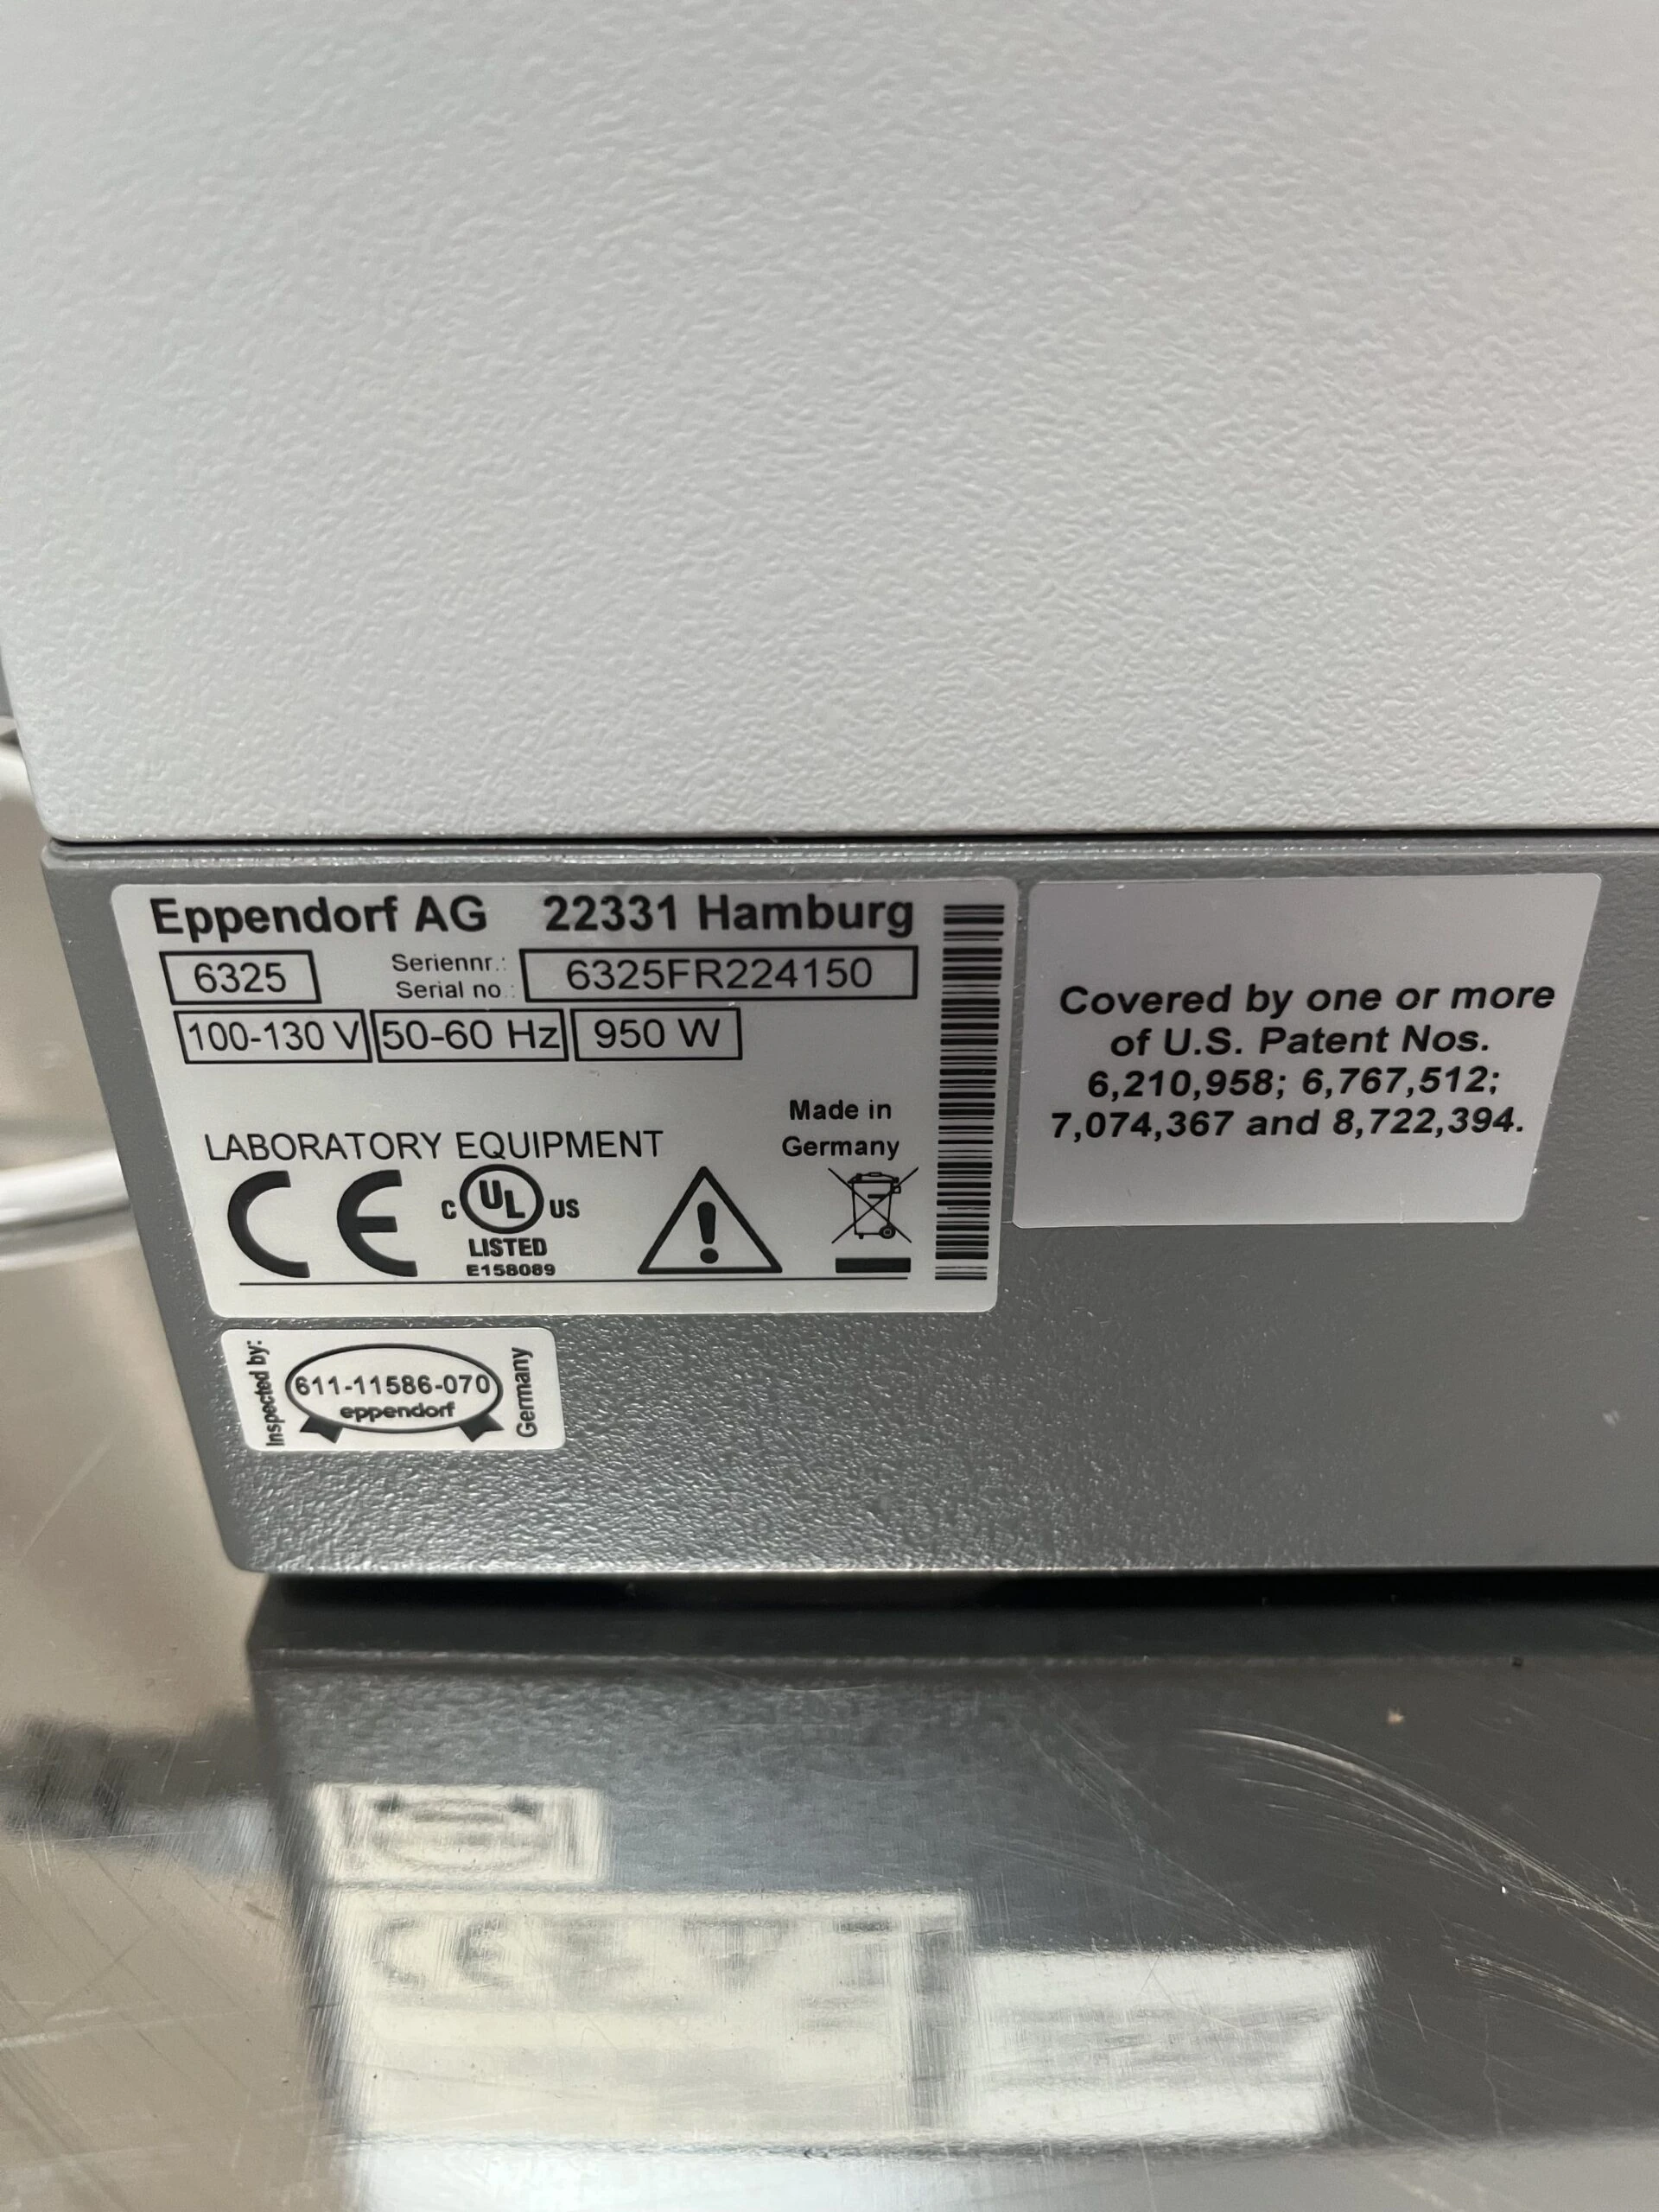 Eppendorf AG 22331 Hamburg
6325 Seriennr.: 6325FR224150
Serial no.:
100-130 V 50-60 Hz 950 W
Made in
Germany
LABORATORY EQUIPMENT
CE C UL US
LISTED
E158089
Covered by one or more
of U.S. Patent Nos.
6,210,958; 6,767,512;
7,074,367 and 8,722,394.
Inspected by:
611-11586-070
eppendorf
Germany